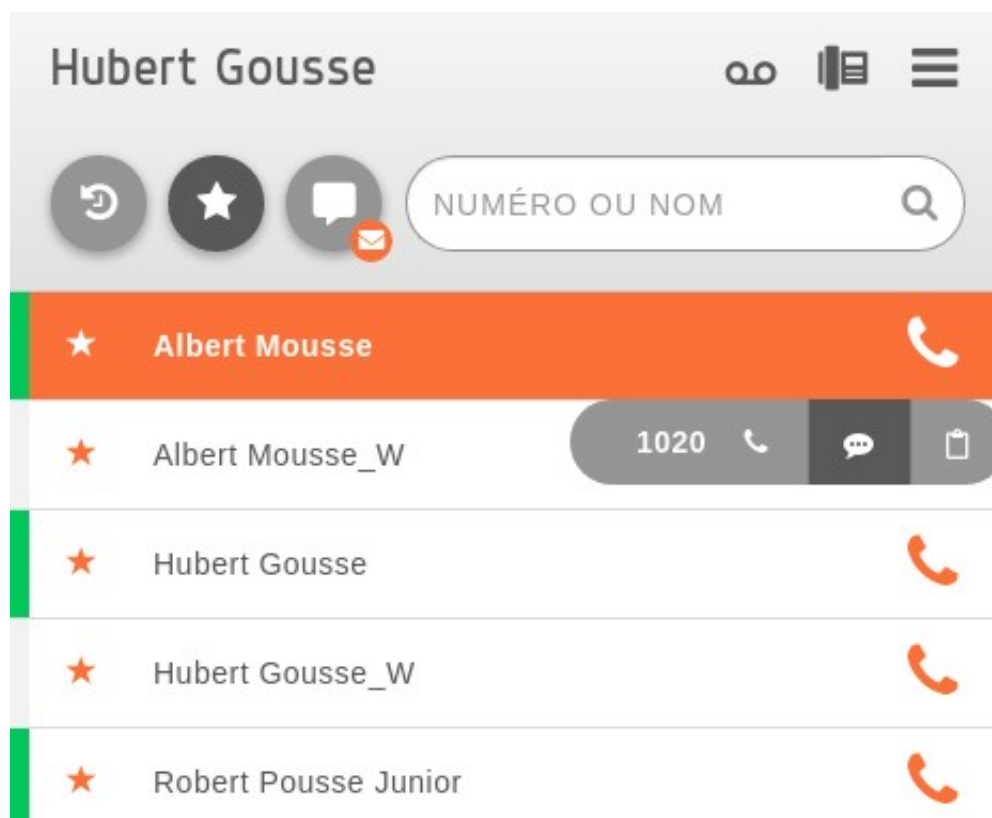 Hubert Gousse
NUMÉRO OU NOM
Albert Mousse
Albert Mousse_W
1020
Hubert Gousse
Hubert Gousse_W
Robert Pousse Junior